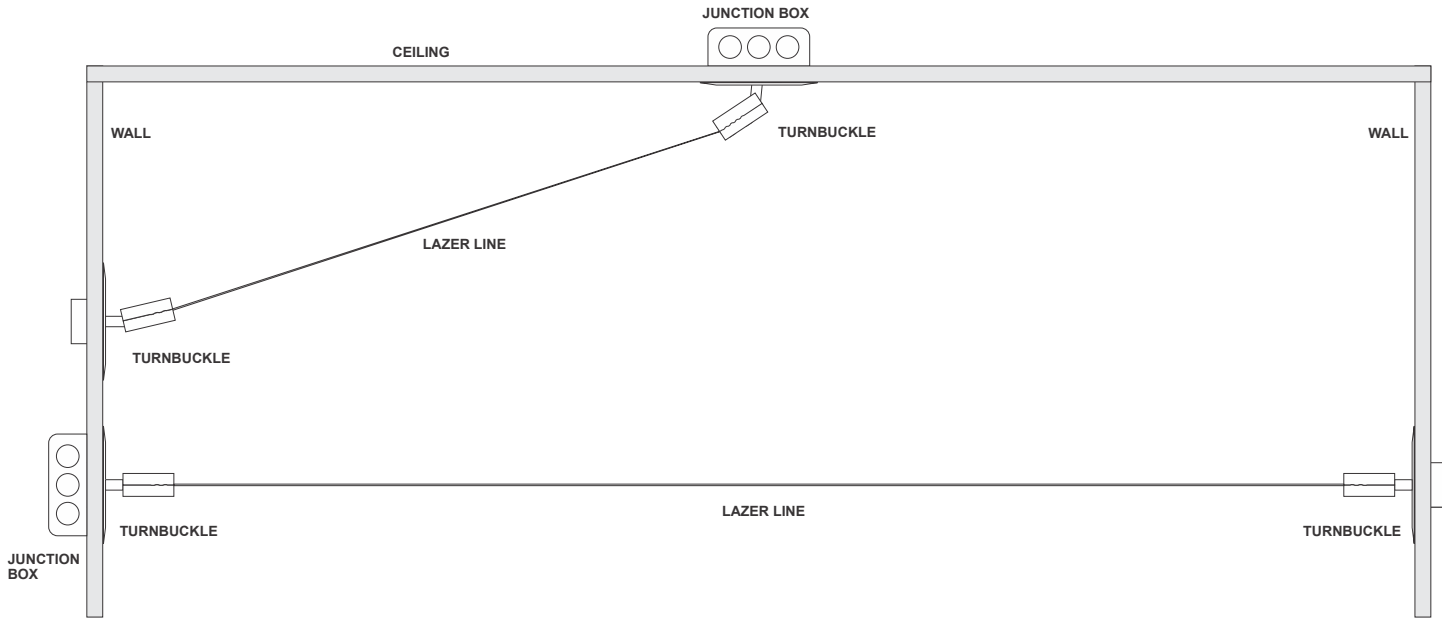 JUNCTION BOX
CEILING
WALL
TURNBUCKLE
WALL
LAZER LINE
TURNBUCKLE
LAZER LINE
TURNBUCKLE
TURNBUCKLE
JUNCTION
BOX